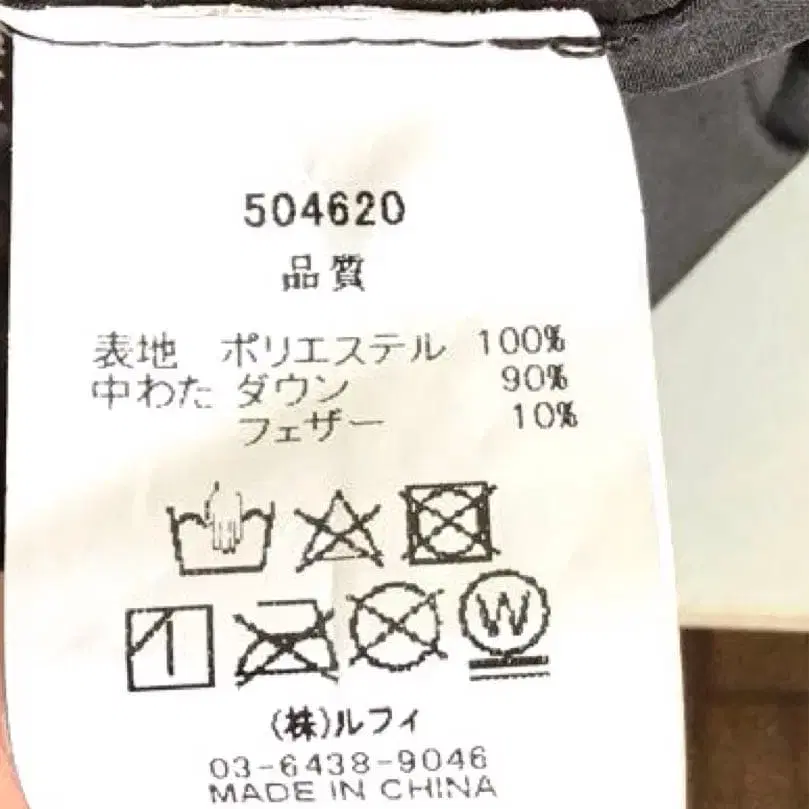 504620
品質
表地 ポリエステル 100%
中わた ダウン 90%
フェザー 10%
W
(株)ルフィ
03-6438-9046
MADE IN CHINA